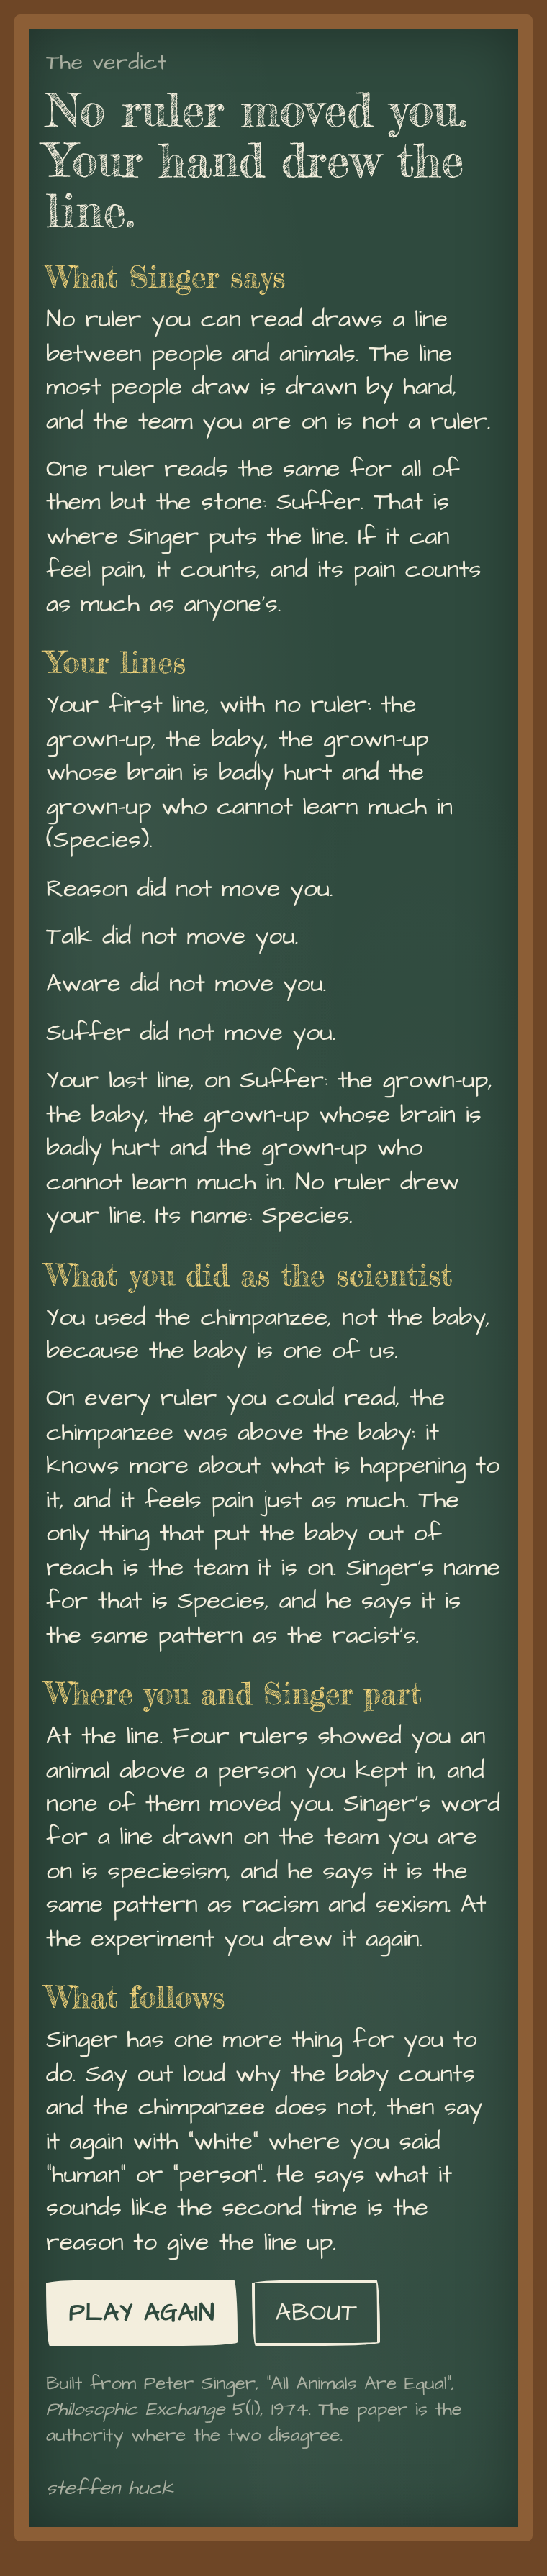 The verdict
No ruler moved you.
Your hand drew the
line.
What Singer says
No ruler you can read draws a line
between people and animals. The line
most people draw is drawn by hand,
and the team you are on is not a ruler.
One ruler reads the same for all of
them but the stone: Suffer. That is
where Singer puts the line. If it can
feel pain, it counts, and its pain counts
as much as anyone's.
Your lines
Your first line, with no ruler: the
grown-up, the baby, the grown-up
whose brain is badly hurt and the
grown-up who cannot learn much in
(Species).
Reason did not move you.
Talk did not move you.
Aware did not move you.
Suffer did not move you.
Your last line, on Suffer: the grown-up,
the baby, the grown-up whose brain is
badly hurt and the grown-up who
cannot learn much in. No ruler drew
your line. Its name: Species.
What you did as the scientist
You used the chimpanzee, not the baby,
because the baby is one of us.
On every ruler you could read, the
chimpanzee was above the baby: it
knows more about what is happening to
it, and it feels pain just as much. The
only thing that put the baby out of
reach is the team it is on. Singer's name
for that is Species, and he says it is
the same pattern as the racist's.
Where you and Singer part
At the line. Four rulers showed you an
animal above a person you kept in, and
none of them moved you. Singer's word
for a line drawn on the team you are
on is speciesism, and he says it is the
same pattern as racism and sexism. At
the experiment you drew it again.
What follows
Singer has one more thing for you to
do. Say out loud why the baby counts
and the chimpanzee does not, then say
it again with "white" where you said
"human" or "person". He says what it
sounds like the second time is the
reason to give the line up.
PLAY AGAIN ABOUT
Built from Peter Singer, "All Animals Are Equal",
Philosophic Exchange 5(1), 1974. The paper is the
authority where the two disagree.
steffen huck